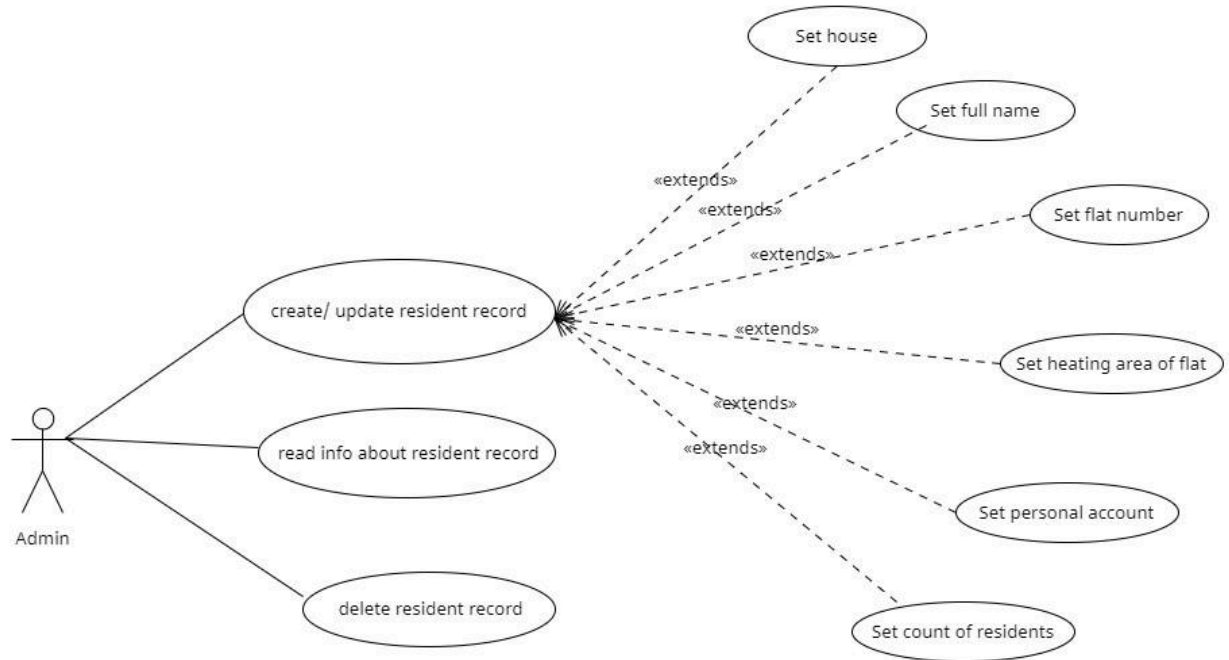 Set house
Set full name
«extends»
«extends»
Set flat number
«extends»
create/ update resident record
«extends»
Set heating area of flat
«extends»
«extends»
read info about resident record
Set personal account
Admin
delete resident record
Set count of residents